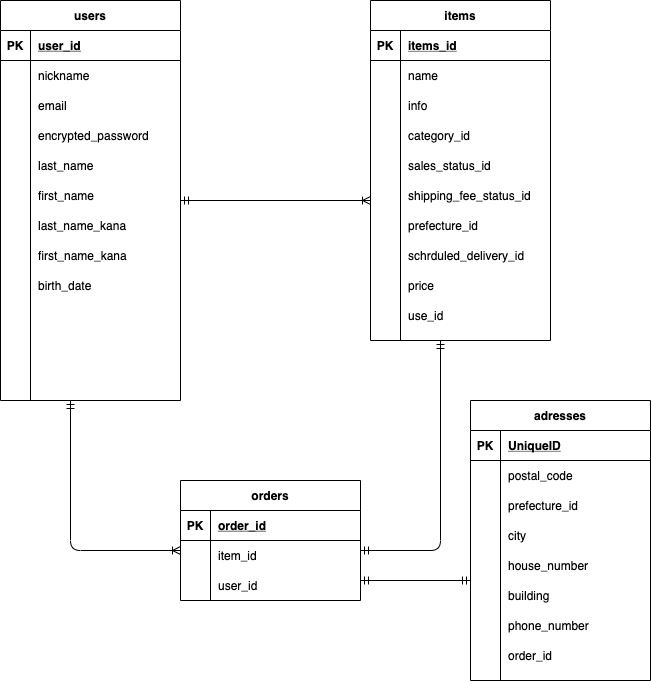 users
PK user_id
nickname
email
encrypted_password
last_name
first_name
last_name_kana
first_name_kana
birth_date
items
PK items_id
name
info
category_id
sales_status_id
shipping_fee_status_id
prefecture_id
schrduled_delivery_id
price
use_id
orders
PK order_id
item_id
user_id
adresses
PK UniqueID
postal_code
prefecture_id
city
house_number
building
phone_number
order_id